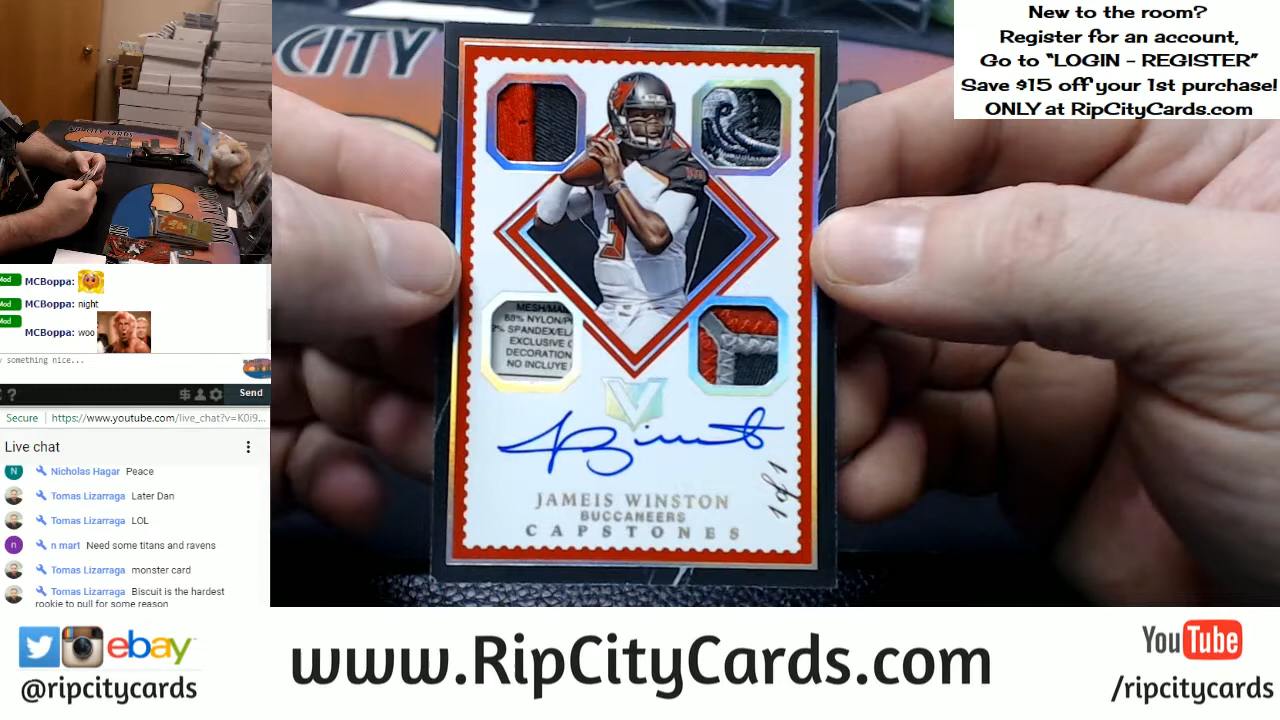 New to the room?
Register for an account,
Go to “LOGIN - REGISTER”
Save $15 off your 1st purchase!
ONLY at RipCityCards.com
CITY
MESH/
NYLON/
% SPANDEX/
EXCLUSIVE
DECORATION
NO INCLUYE
JAMEIS WINSTON
BUCCANEERS
CAPSTONES
1 of 1
Mod MCBoppa:
MCBoppa: night
MCBoppa: woo
something nice...
Send
Secure https://www.youtube.com/live_chat?v=K0i9...
Live chat
N Nicholas Hagar Peace
Tomas Lizarraga Later Dan
Tomas Lizarraga LOL
n n mart Need some titans and ravens
Tomas Lizarraga monster card
Tomas Lizarraga Biscuit is the hardest
rookie to pull for some reason
ebay
@ripcitycards
www.RipCityCards.com
YouTube
/ripcitycards